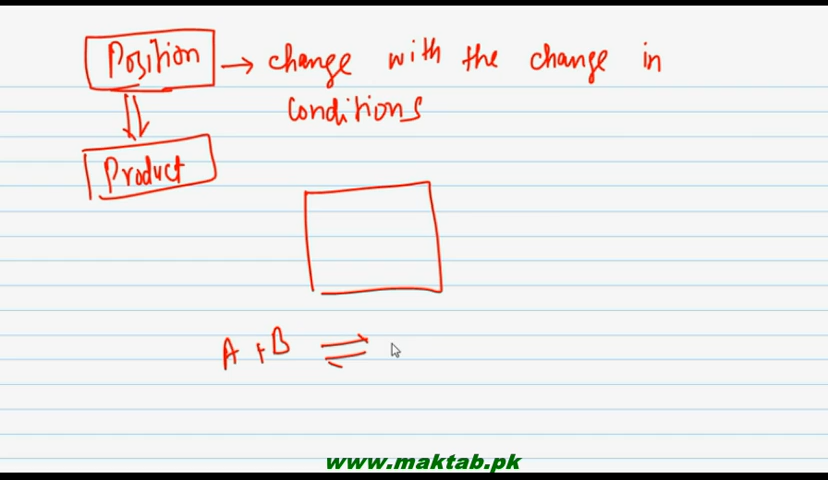 Position → change with the change in
conditions
Product
A + B ⇌
www.maktab.pk